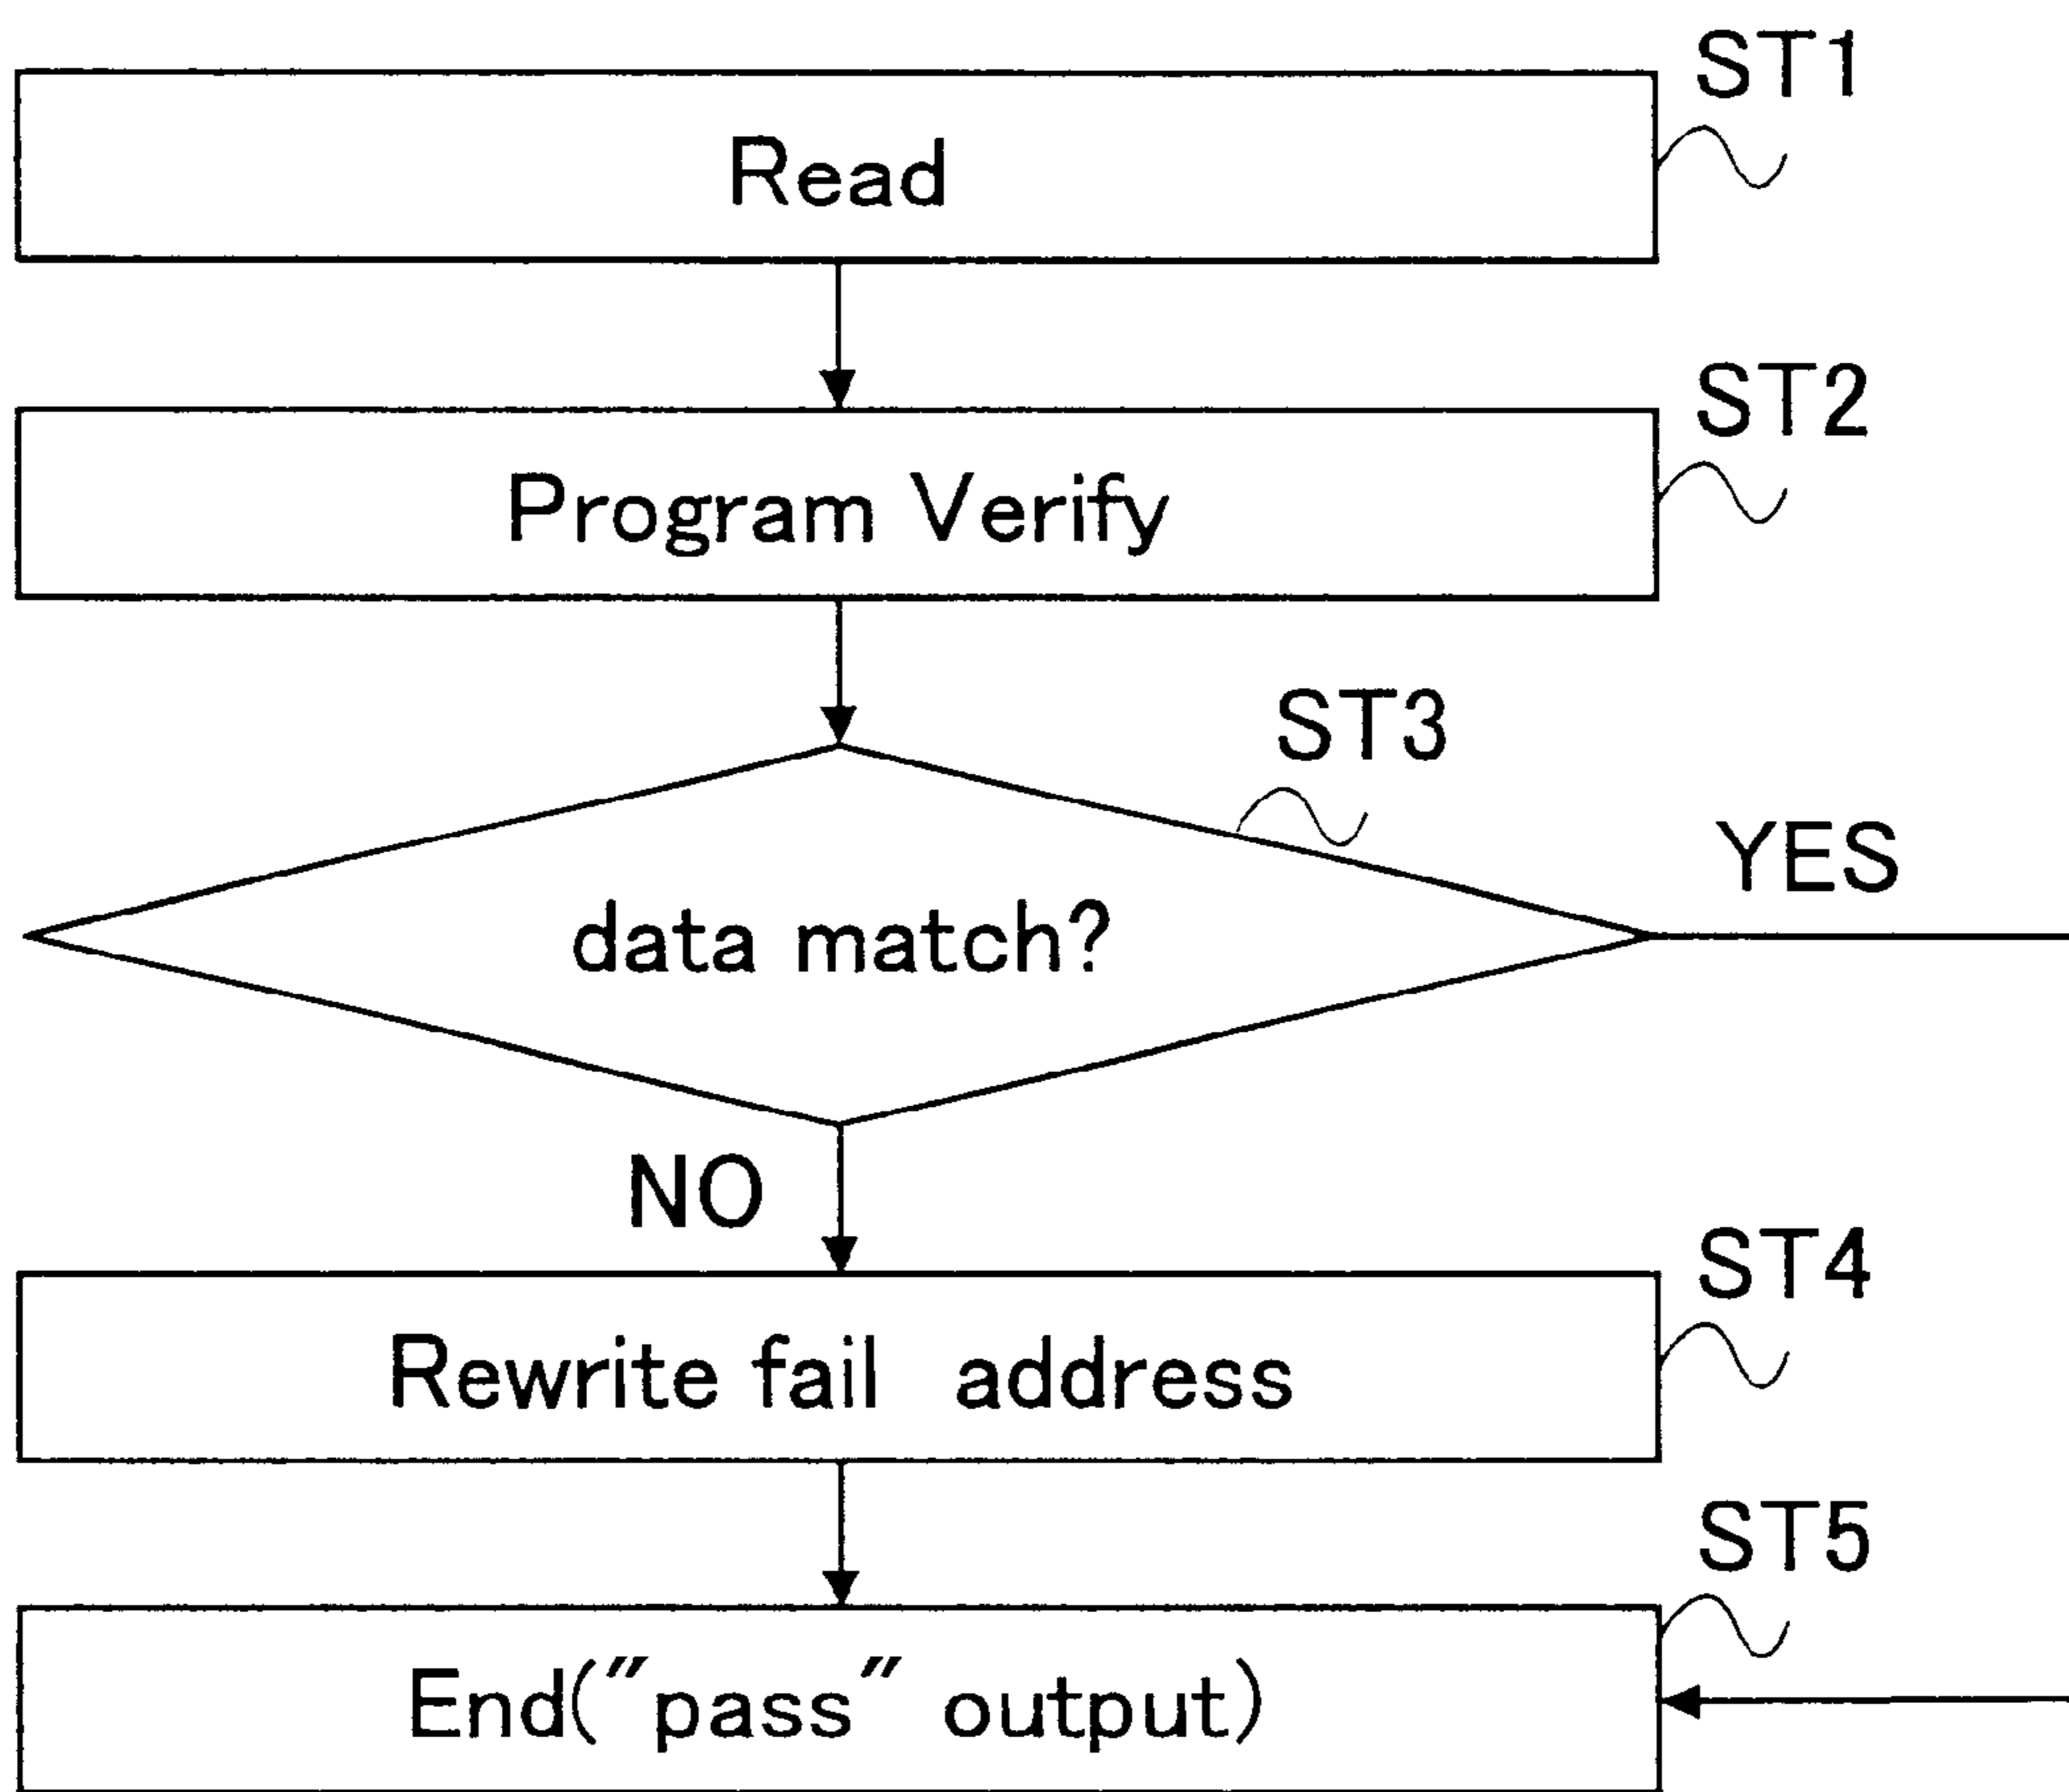 ST1
Read
ST2
Program Verify
ST3
YES
data match?
NO
ST4
Rewrite fail address
ST5
End("pass" output)